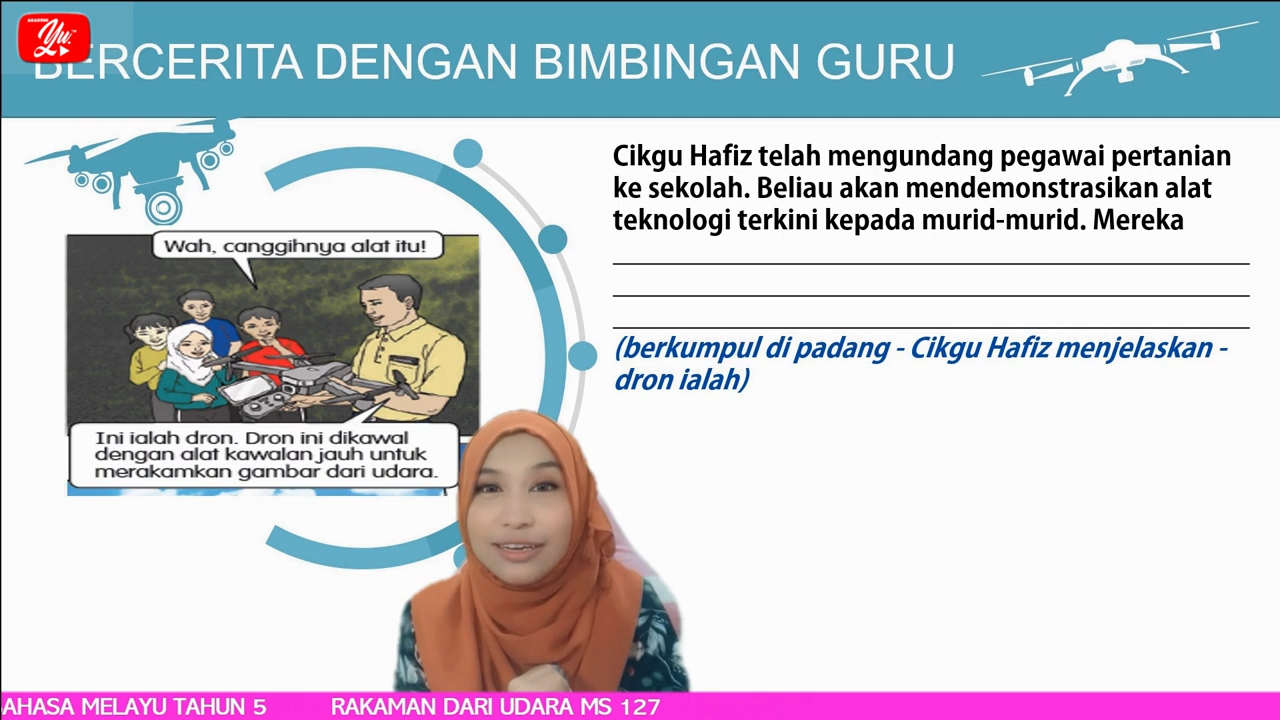 AKADEMI
Yu.
BERCERITA DENGAN BIMBINGAN GURU
Cikgu Hafiz telah mengundang pegawai pertanian
ke sekolah. Beliau akan mendemonstrasikan alat
teknologi terkini kepada murid-murid. Mereka
(berkumpul di padang - Cikgu Hafiz menjelaskan -
dron ialah)
Wah, canggihnya alat itu!
Ini ialah dron. Dron ini dikawal
dengan alat kawalan jauh untuk
merakamkan gambar dari udara.
AHASA MELAYU TAHUN 5 RAKAMAN DARI UDARA MS 127